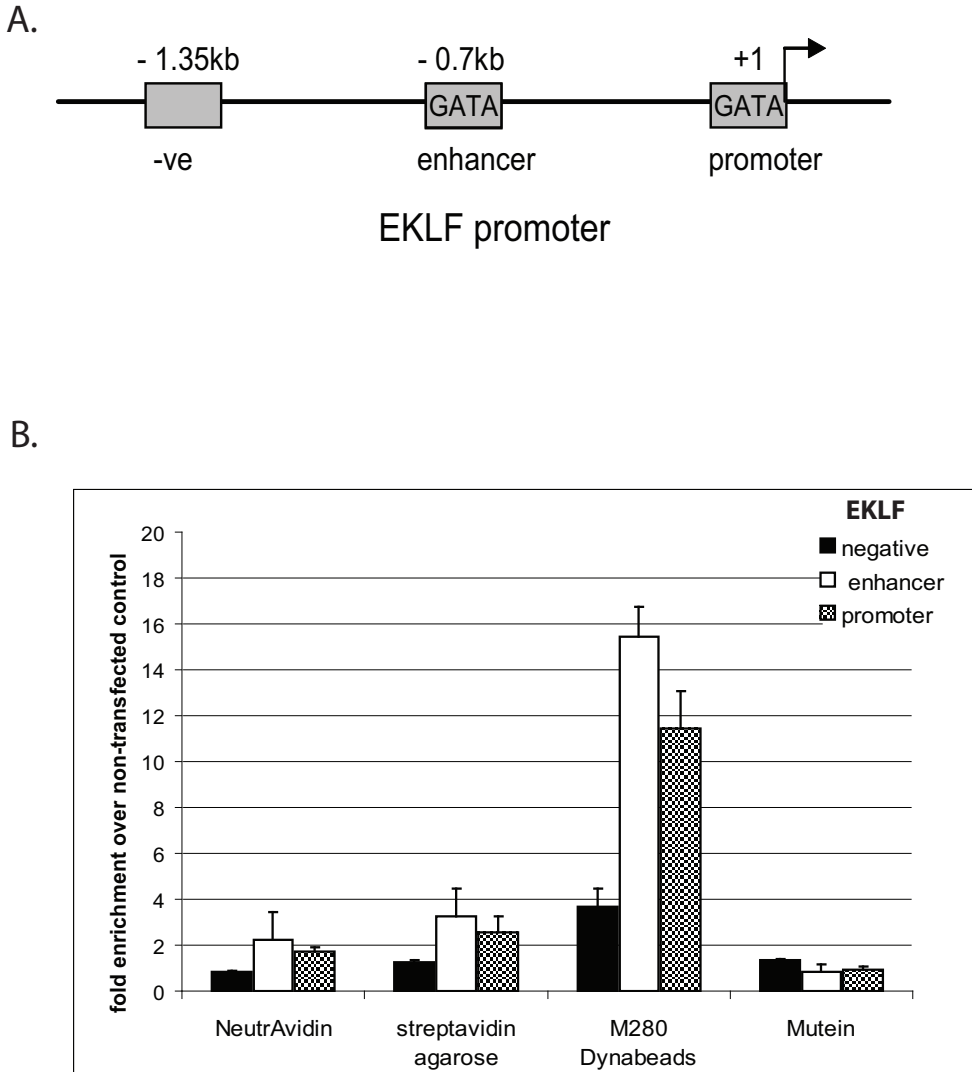 A.
- 1.35kb
- 0.7kb
+1
GATA
GATA
-ve
enhancer
promoter
EKLF promoter
B.
EKLF
negative
enhancer
promoter
fold enrichment over non-transfected control
20
18
16
14
12
10
8
6
4
2
0
NeutrAvidin
streptavidin
agarose
M280
Dynabeads
Mutein